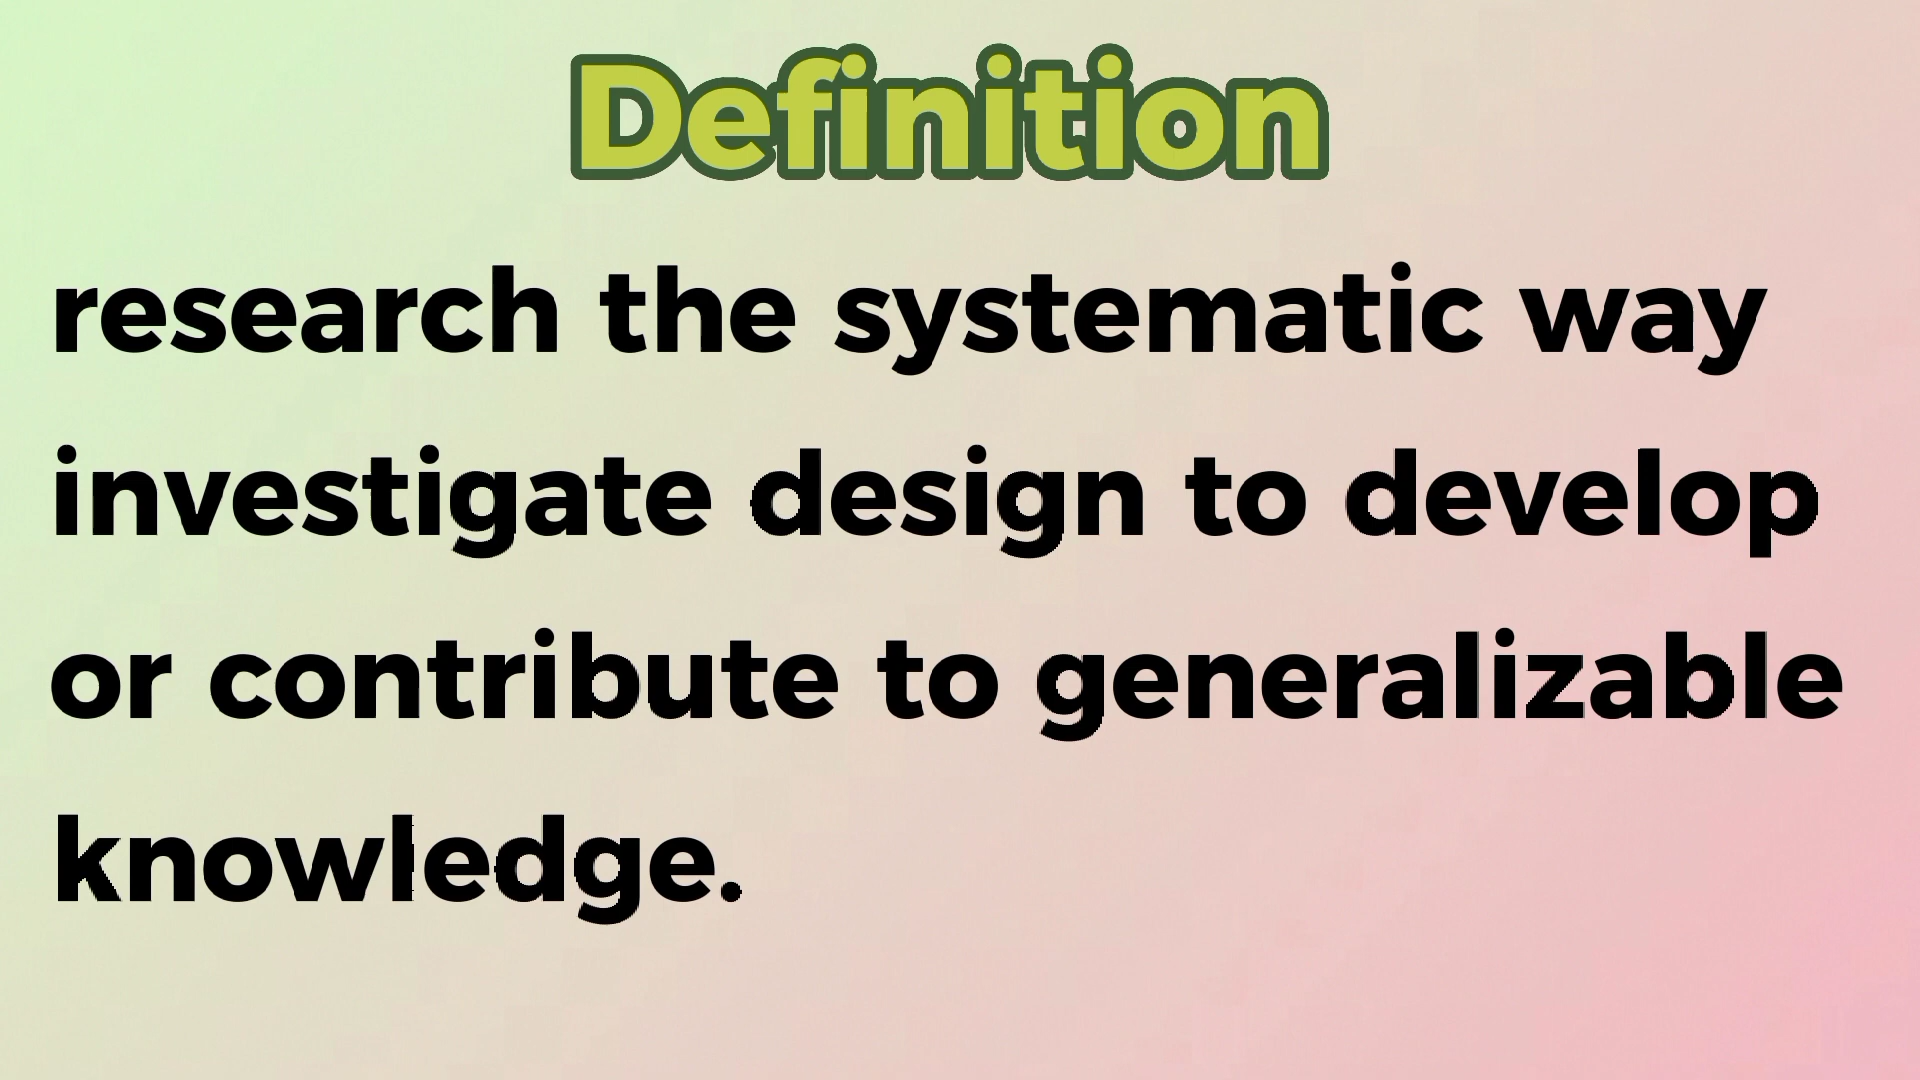 Definition
research the systematic way
investigate design to develop
or contribute to generalizable
knowledge.